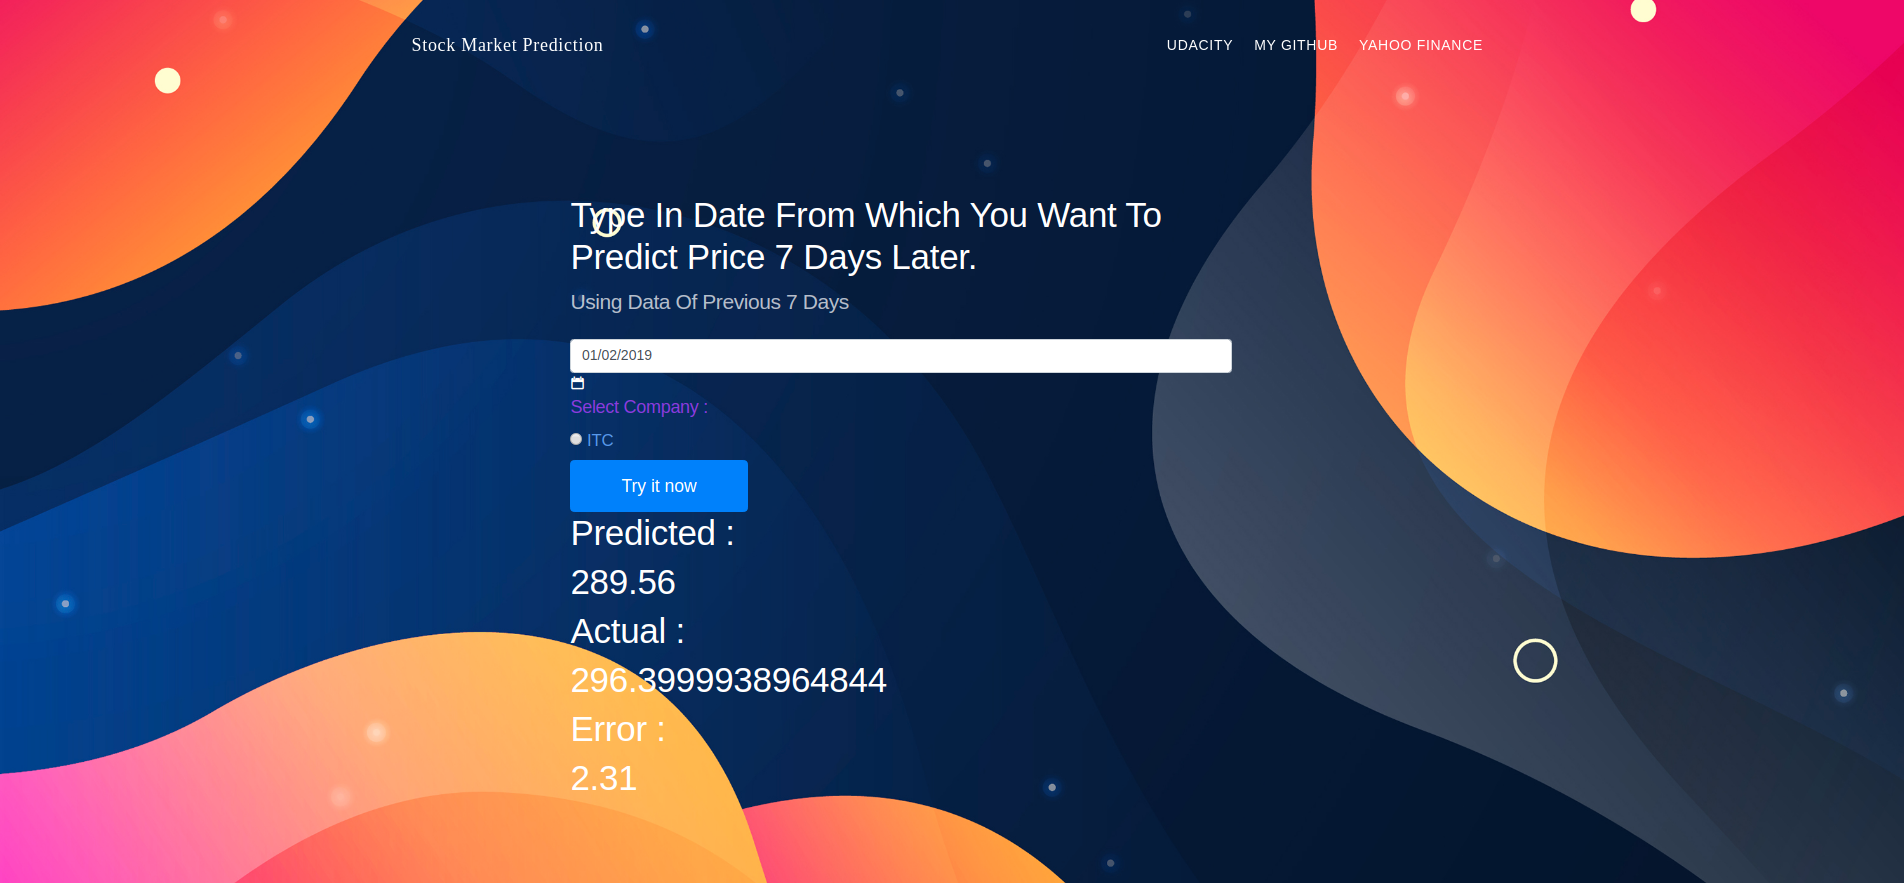 Stock Market Prediction
UDACITY MY GITHUB YAHOO FINANCE
Type In Date From Which You Want To
Predict Price 7 Days Later.
Using Data Of Previous 7 Days
01/02/2019
Select Company :
ITC
Try it now
Predicted :
289.56
Actual :
296.3999938964844
Error :
2.31